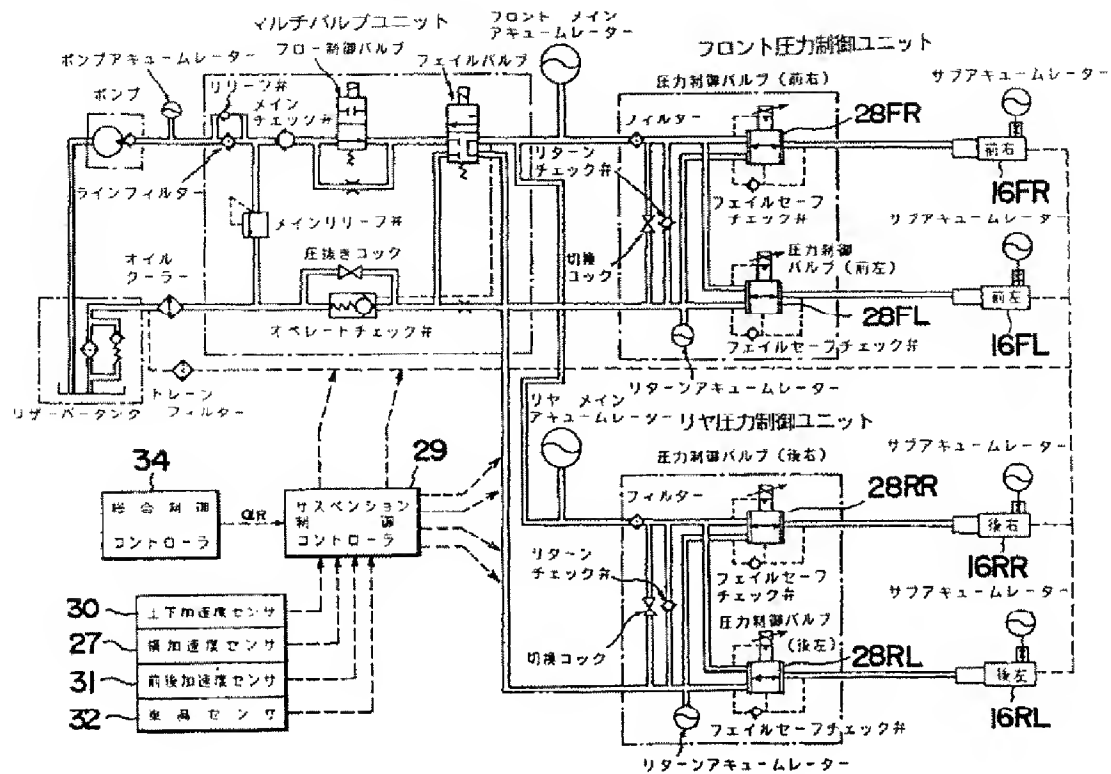 マルチバルブユニット
フロー制御バルブ
フェイルバルブ
ポンプアキュームレーター
ポンプ
リリーフ弁
メイン
チェック弁
ラインフィルター
メインリリーフ弁
圧抜きコック
オイル
クーラー
オペレートチェック弁
リザーバータンク
ドレーン
フィルター
フロント メイン
アキュームレーター
フロント圧力制御ユニット
圧力制御バルブ(前右)
サブアキュームレーター
28FR
フィルター
リターン
チェック弁
前右
16FR
フェイルセーフ
チェック弁
サブアキュームレーター
切換
コック
圧力制御
バルブ(前左)
前左
28FL
16FL
フェイルセーフチェック弁
リターンアキュームレーター
リヤ メイン
アキュームレーター
リヤ圧力制御ユニット
圧力制御バルブ(後右)
サブアキュームレーター
28RR
フィルター
リターン
チェック弁
後右
16RR
フェイルセーフ
チェック弁
サブアキュームレーター
圧力制御バルブ
(後左)
切換コック
28RL
後左
16RL
フェイルセーフチェック弁
リターンアキュームレーター
34
総合制御
コントローラ
αR
29
サスペンション
制御
コントローラ
30
上下加速度センサ
27
横加速度センサ
31
前後加速度センサ
32
車高センサ